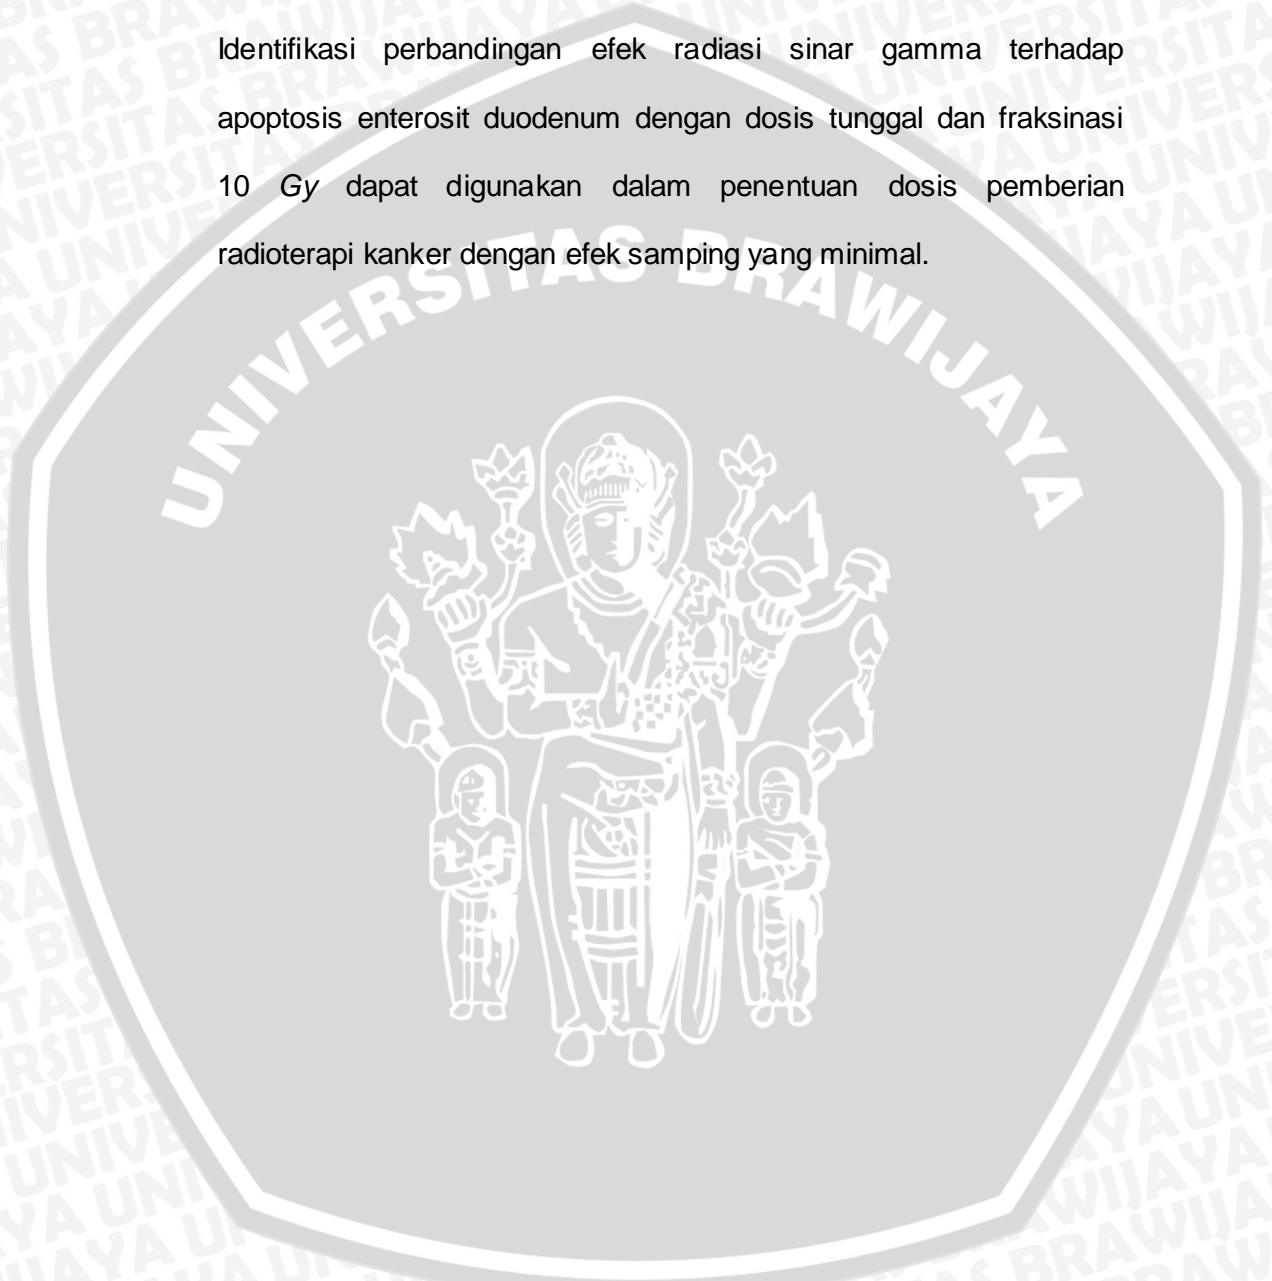 Identifikasi perbandingan efek radiasi sinar gamma terhadap
apoptosis enterosit duodenum dengan dosis tunggal dan fraksinasi
10 Gy dapat digunakan dalam penentuan dosis pemberian
radioterapi kanker dengan efek samping yang minimal.
UNIVERSITAS BRAWIJAYA